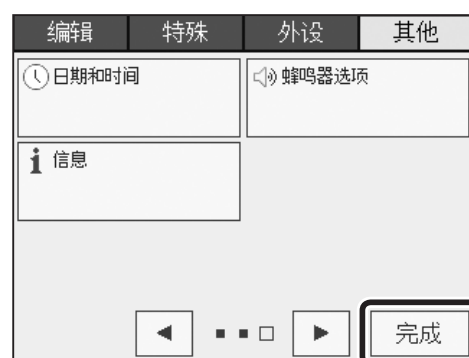 编辑 特殊 外设 其他
日期和时间 蜂鸣器选项
信息
完成